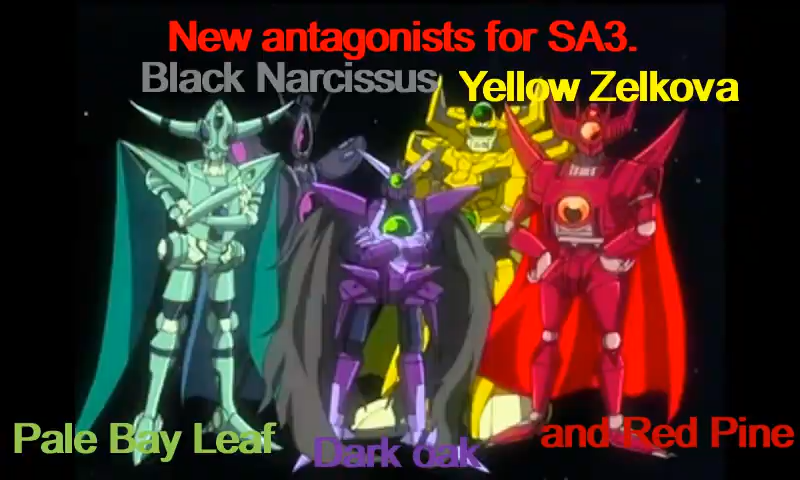 New antagonists for SA3.
Black Narcissus
Yellow Zelkova
Pale Bay Leaf
Dark oak
and Red Pine